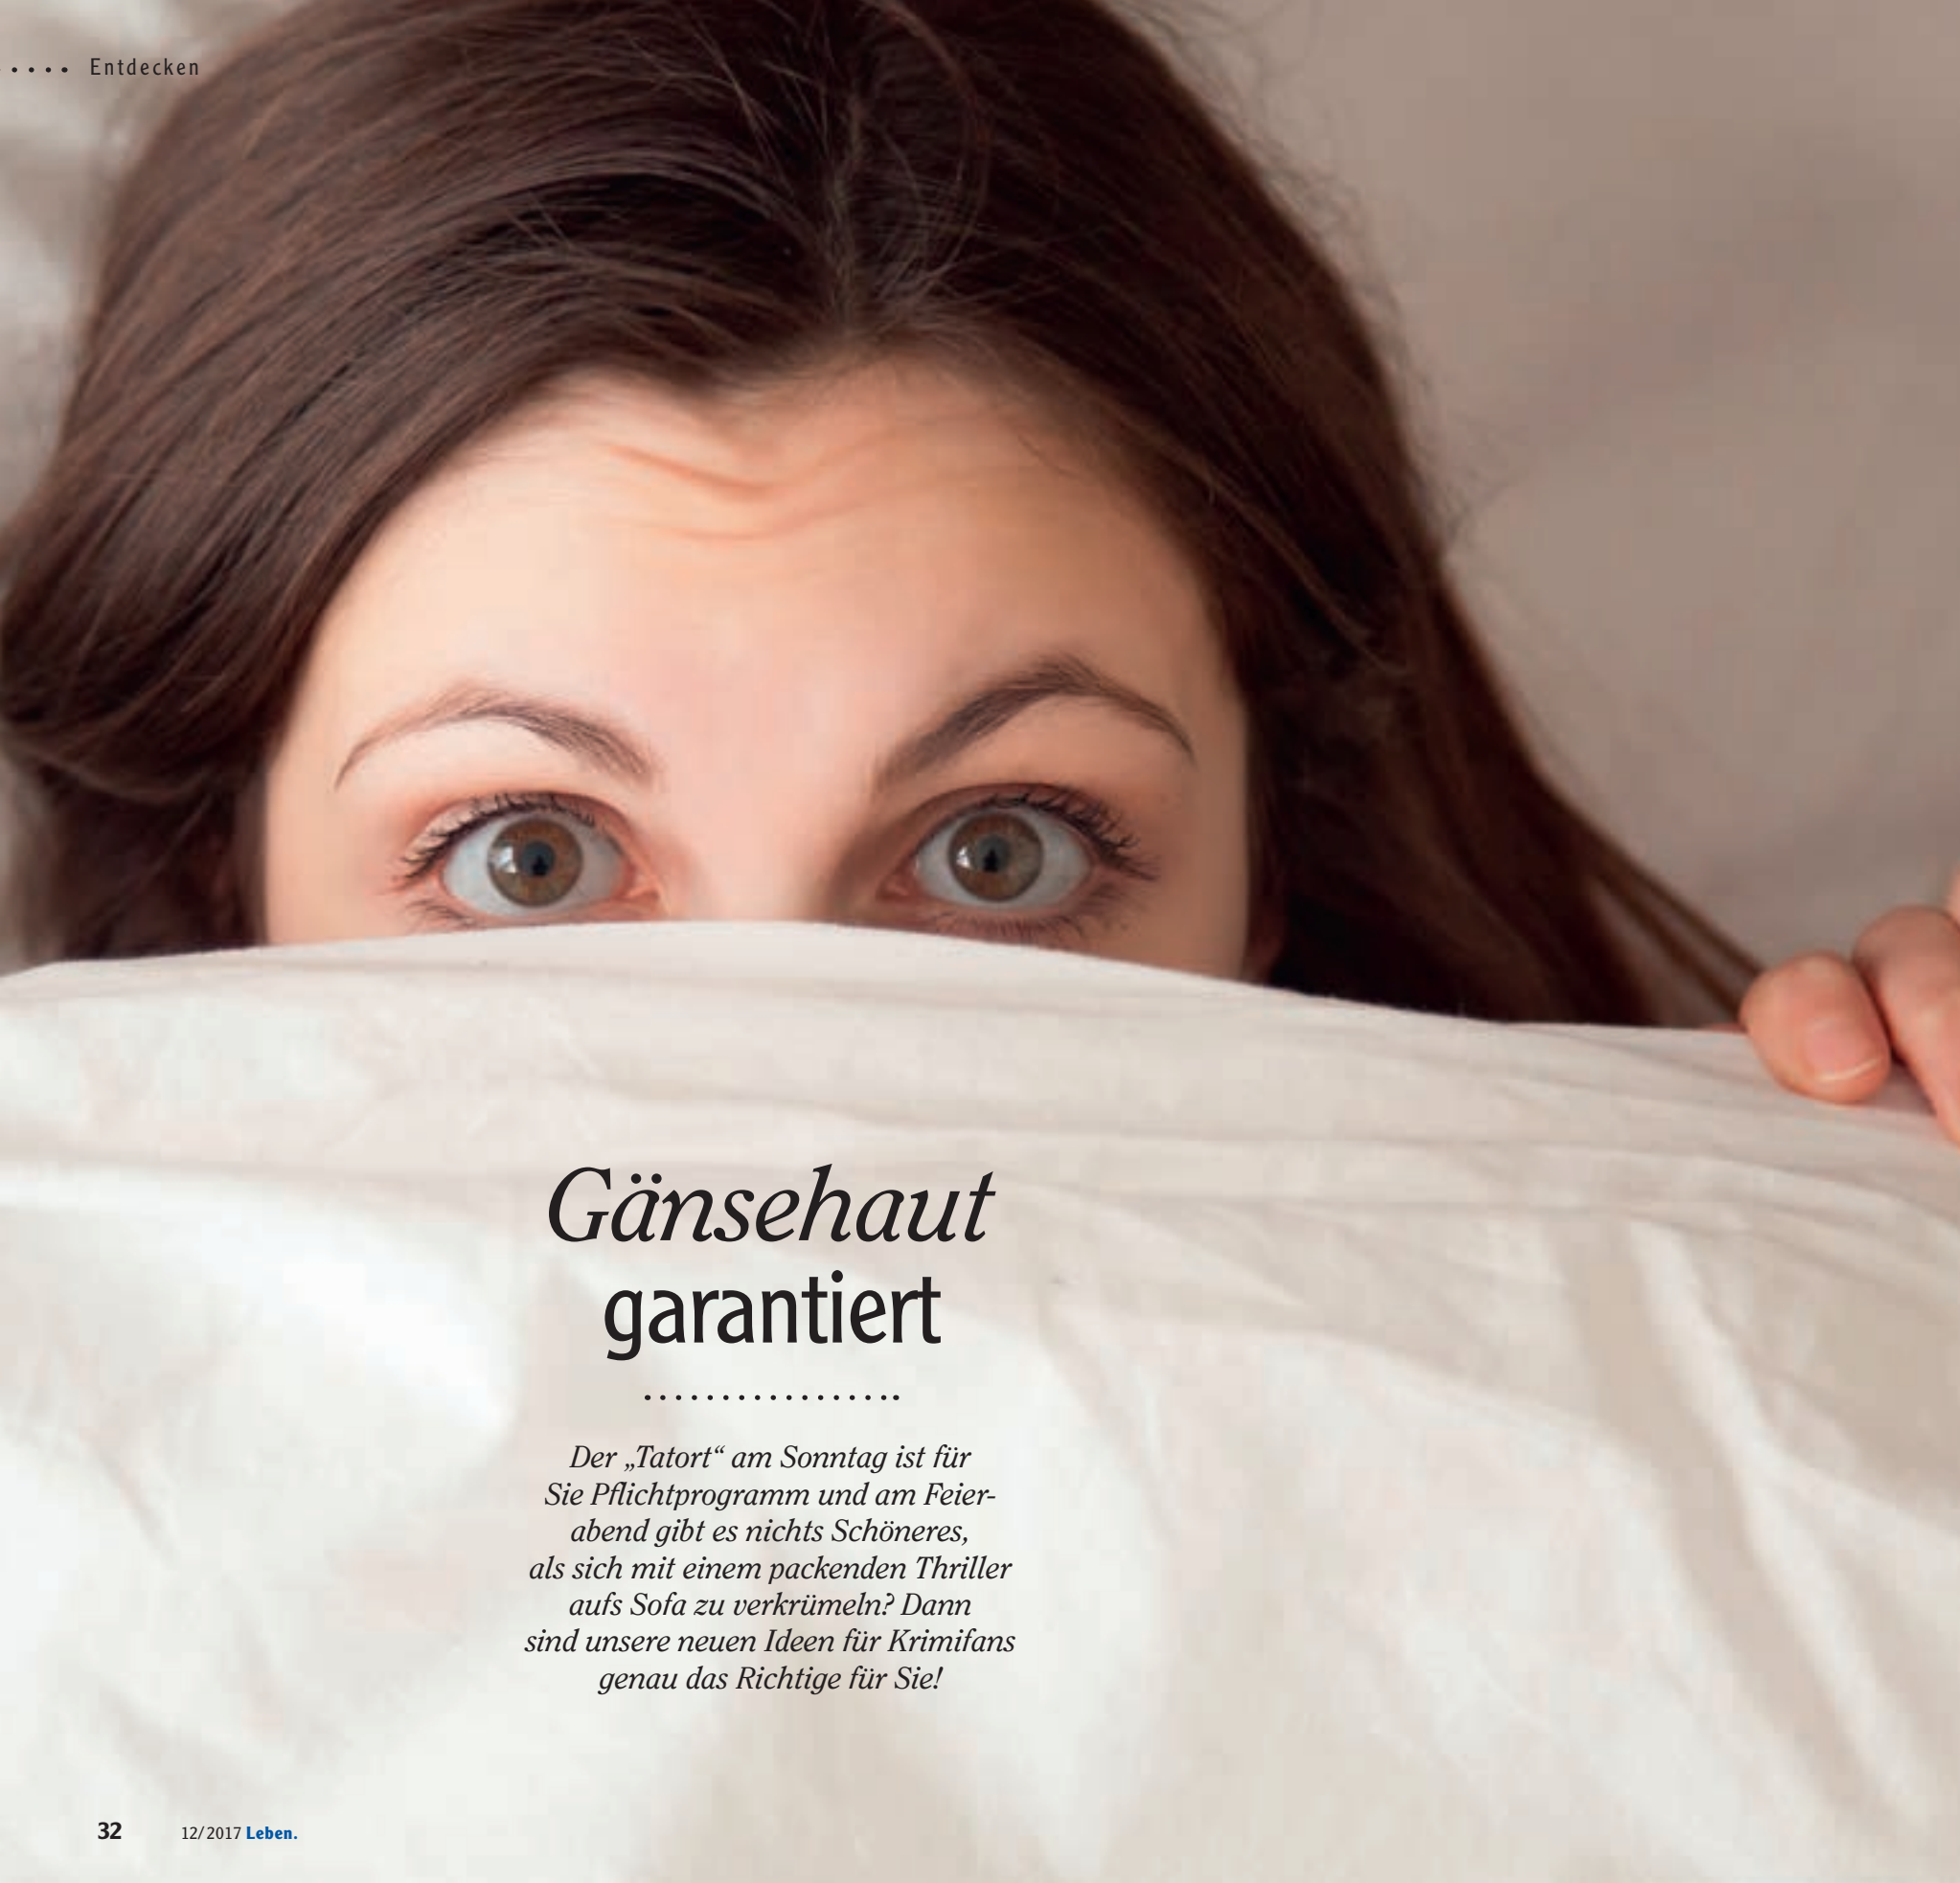 ..... Entdecken
Gänsehaut
garantiert
.................
Der „Tatort“ am Sonntag ist für
Sie Pflichtprogramm und am Feier-
abend gibt es nichts Schöneres,
als sich mit einem packenden Thriller
aufs Sofa zu verkrümeln? Dann
sind unsere neuen Ideen für Krimifans
genau das Richtige für Sie!
32 12/2017 Leben.